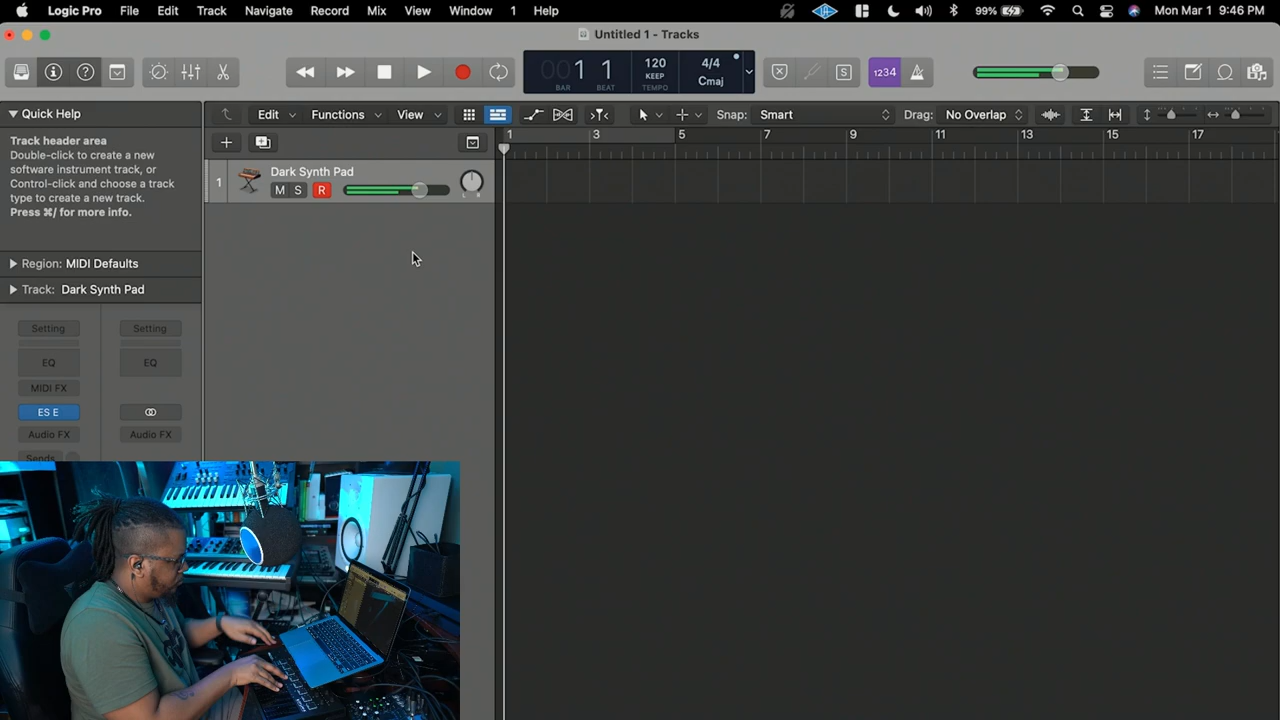 Logic Pro File Edit Track Navigate Record Mix View Window 1 Help 99% Mon Mar 1 9:46 PM
Untitled 1 - Tracks
001 1 120 4/4
KEEP Cmaj
BAR BEAT TEMPO
1234
S
Quick Help
Edit Functions View Snap: Smart Drag: No Overlap
Track header area
Double-click to create a new
software instrument track, or
Control-click and choose a track
type to create a new track.
Press ⌘/ for more info.
1 3 5 7 9 11 13 15 17
1 Dark Synth Pad
M S R L R
Region: MIDI Defaults
Track: Dark Synth Pad
Setting Setting
EQ EQ
MIDI FX
ES E
Audio FX Audio FX
Sends